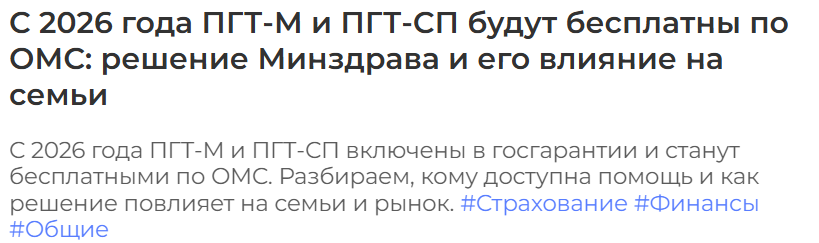 С 2026 года ПГТ-М и ПГТ-СП будут бесплатны по
ОМС: решение Минздрава и его влияние на
семьи
С 2026 года ПГТ-М и ПГТ-СП включены в госгарантии и станут
бесплатными по ОМС. Разбираем, кому доступна помощь и как
решение повлияет на семьи и рынок. #Страхование #Финансы
#Общие